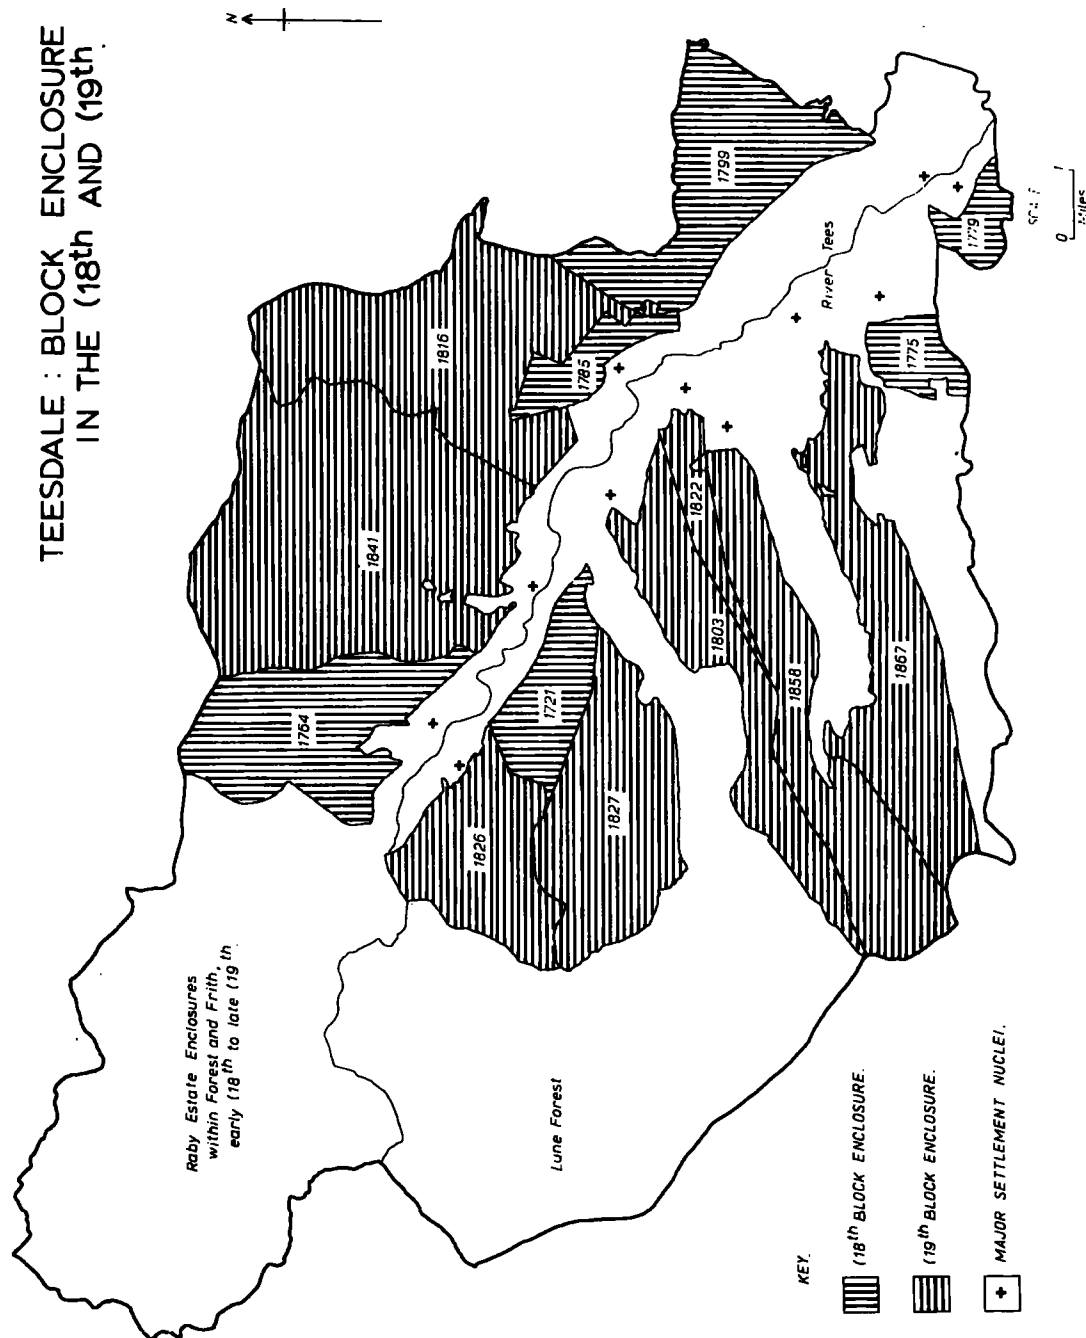 TEESDALE : BLOCK ENCLOSURE
IN THE (18th AND (19th.
N
1764
1841
1816
1799
1785
1826
1721
1827
1822
1803
1858
1867
1775
1779
River Tees
Raby Estate Enclosures
within Forest and Frith,
early (18th to late (19th.
Lune Forest
KEY.
(18th BLOCK ENCLOSURE.
(19th BLOCK ENCLOSURE.
MAJOR SETTLEMENT NUCLEI.
0 1
Miles